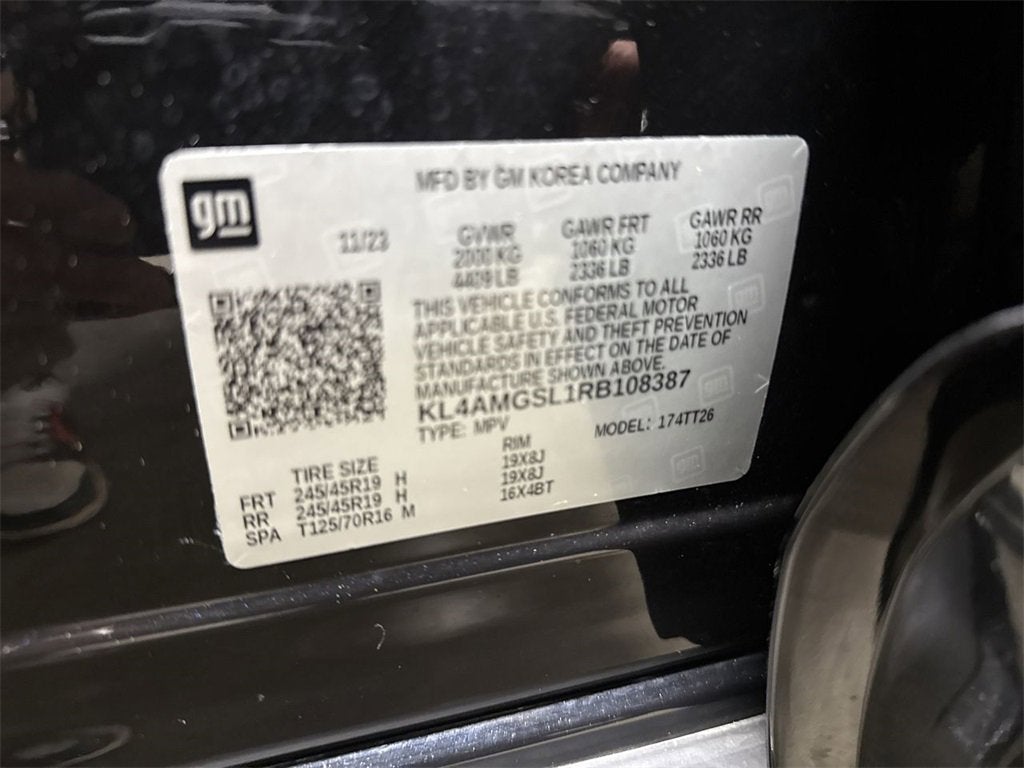 gm
MFD BY GM KOREA COMPANY
11/23
GVWR
2000 KG
4409 LB
GAWR FRT
1060 KG
2336 LB
GAWR RR
1060 KG
2336 LB
THIS VEHICLE CONFORMS TO ALL
APPLICABLE U.S. FEDERAL MOTOR
VEHICLE SAFETY AND THEFT PREVENTION
STANDARDS IN EFFECT ON THE DATE OF
MANUFACTURE SHOWN ABOVE.
KL4AMGSL1RB108387
TYPE: MPV
MODEL: 174TT26
TIRE SIZE RIM
FRT 245/45R19 H 19X8J
RR 245/45R19 H 19X8J
SPA T125/70R16 M 16X4BT